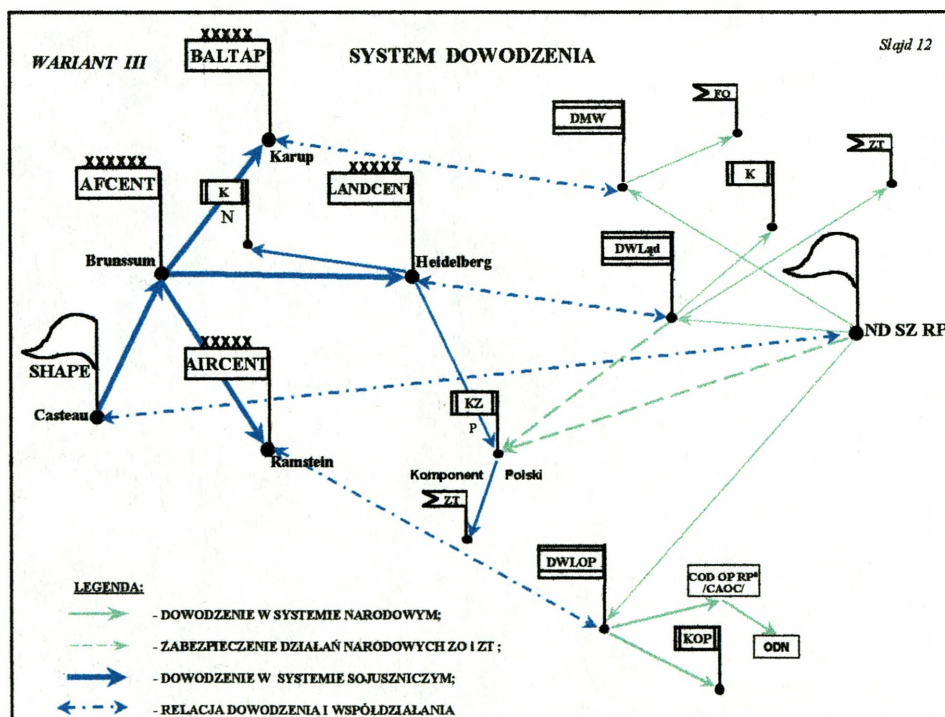 WARIANT III
SYSTEM DOWODZENIA
Slajd 12
XXXXX
BALTAP
Karup
XXXXXX
AFCENT
Brunssum
K
N
XXXXX
LANDCENT
Heidelberg
DMW
FO
ZT
K
DWLąd
ND SZ RP
SHAPE
Casteau
XXXXX
AIRCENT
Ramstein
KZ
P
Komponent Polski
ZT
DWLOP
COD OP RP
/CAOC/
ODN
KOP
LEGENDA:
- DOWODZENIE W SYSTEMIE NARODOWYM;
- ZABEZPIECZENIE DZIAŁAŃ NARODOWYCH ZO I ZT ;
- DOWODZENIE W SYSTEMIE SOJUSZNICZYM;
- RELACJA DOWODZENIA I WSPÓŁDZIAŁANIA